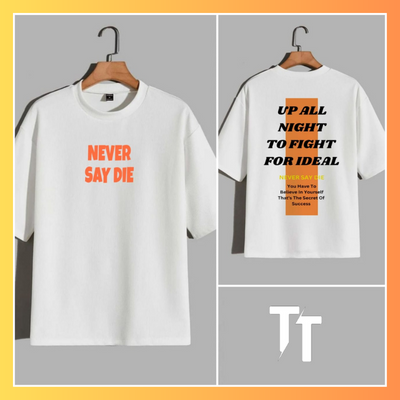 NEVER
SAY DIE
UP ALL
NIGHT
TO FIGHT
FOR IDEAL
NEVER SAY DIE
You Have To
Believe In Yourself
That's The Secret Of
Success
TT